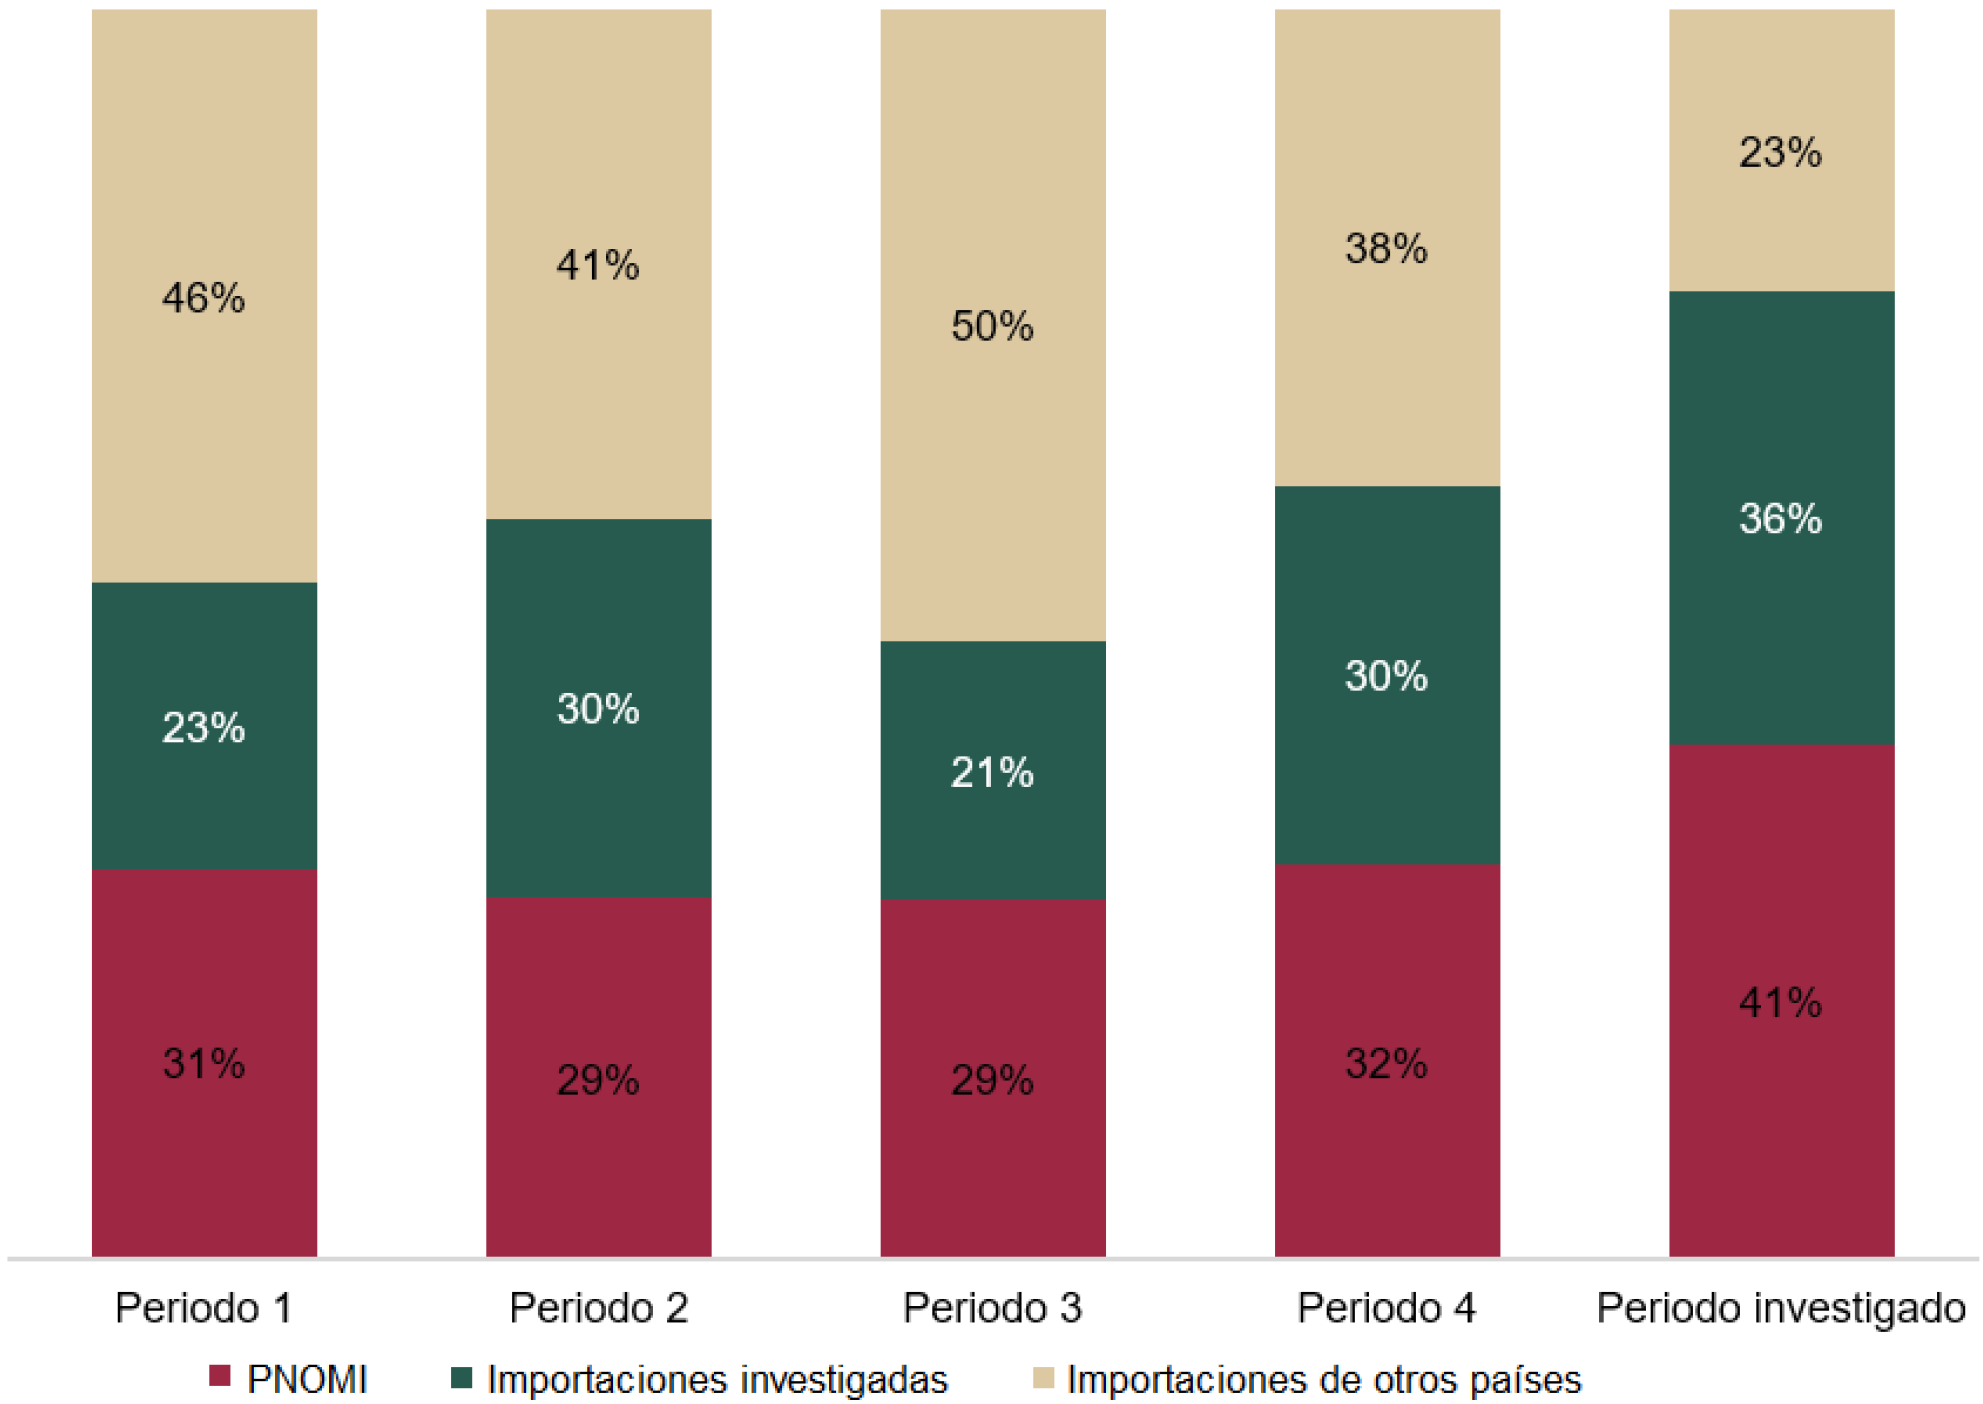 23%
41%
38%
46%
50%
36%
30%
30%
23%
21%
41%
31%
29%
29%
32%
Periodo 1
Periodo 2
Periodo 3
Periodo 4
Periodo investigado
PNOMI
Importaciones investigadas
Importaciones de otros países